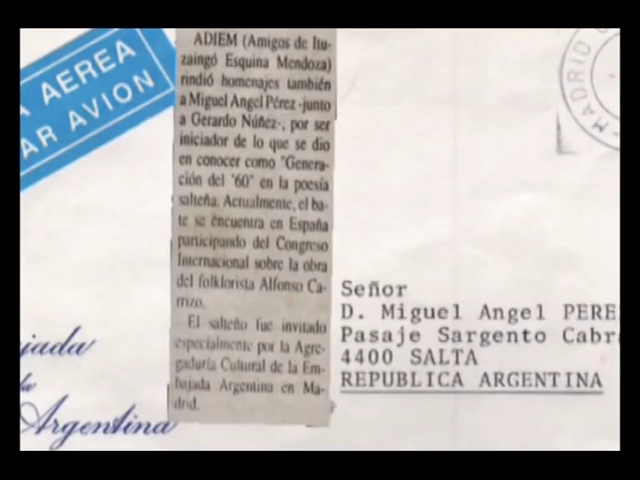 A AEREA
AR AVION
ADIEM (Amigos de Itu-
zaingó Esquina Mendoza)
rindió homenajes también
a Miguel Angel Pérez -junto
a Gerardo Núñez-, por ser
iniciador de lo que se dio
en conocer como "Genera-
ción del '60" en la poesía
salteña. Actualmente, el ba-
te se encuentra en España
participando del Congreso
Internacional sobre la obra
del folklorista Alfonso Ca-
rrizo.
El salteño fue invitado
especialmente por la Agre-
gaduría Cultural de la Em-
bajada Argentina en Ma-
drid.
MADRID
Señor
D. Miguel Angel PERE
Pasaje Sargento Cabra
4400 SALTA
REPUBLICA ARGENTINA
jada
la
Argentina